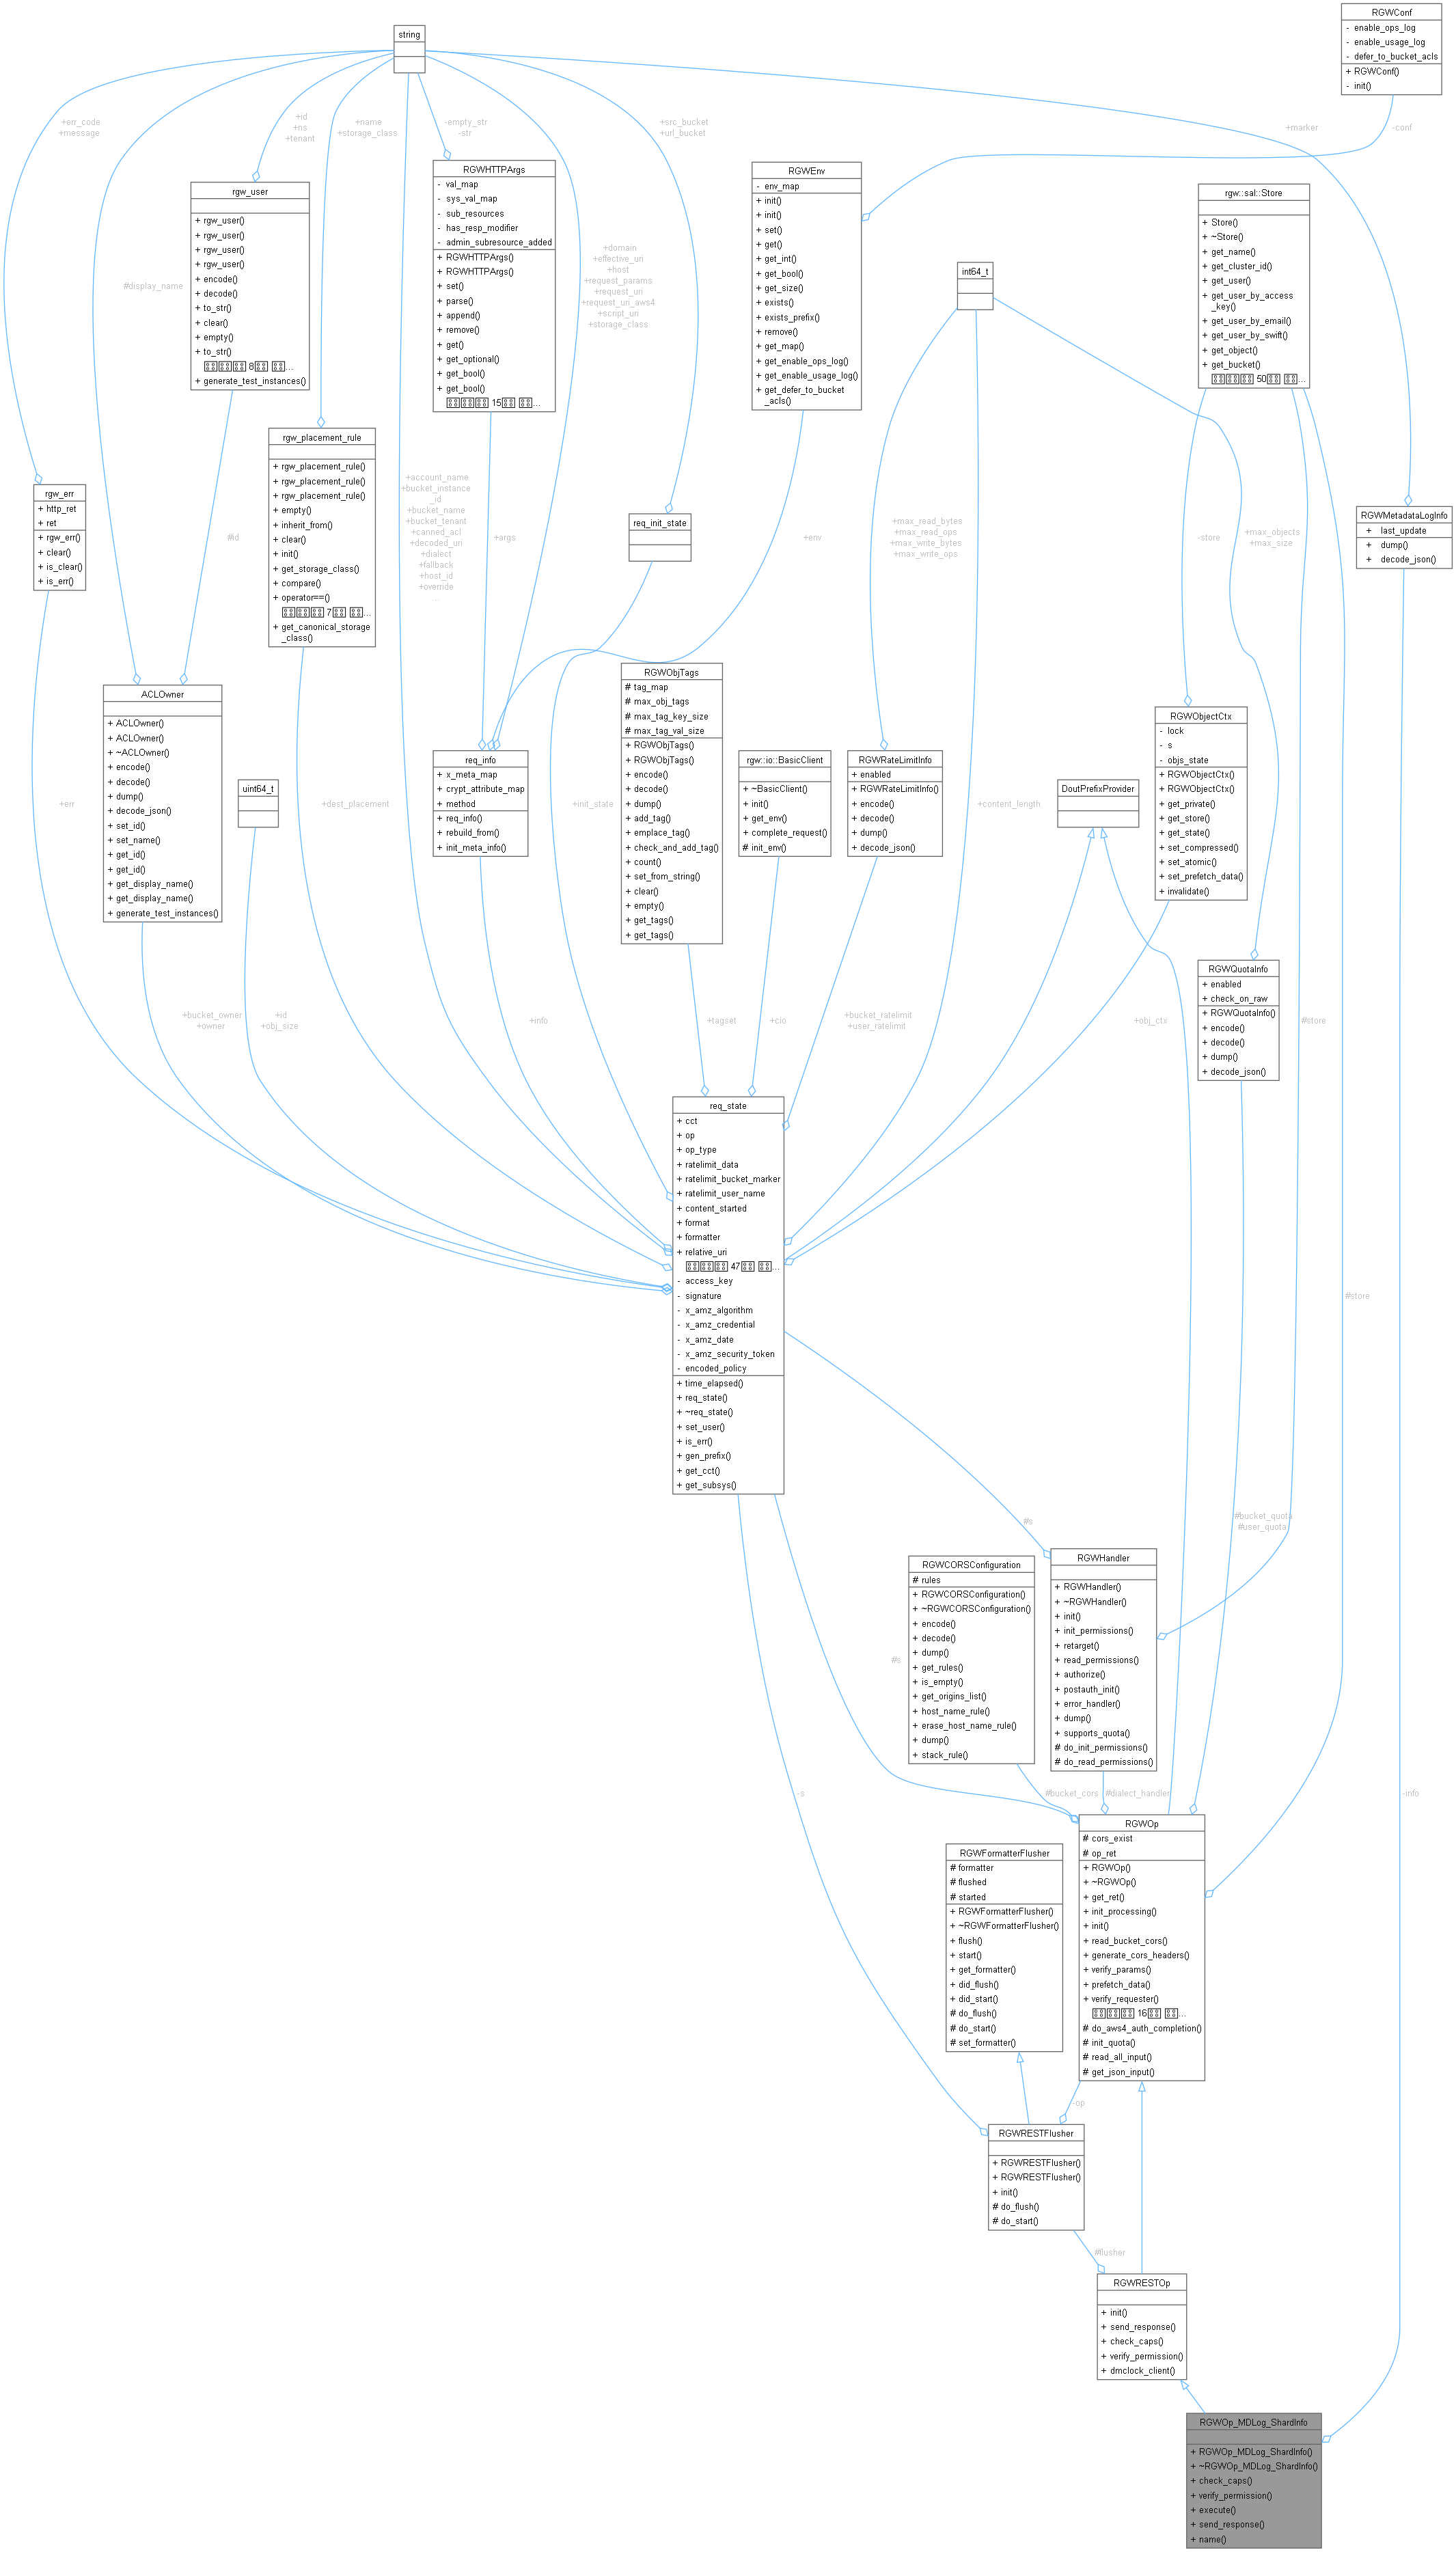 RGWConf
- enable_ops_log
- enable_usage_log
- defer_to_bucket_acls
+ RGWConf()
- init()
string
+err_code
+message
+id
+ns
+tenant
+name
+storage_class
-empty_str
-str
+src_bucket
+url_bucket
+marker
-conf
RGWHTTPArgs
- val_map
- sys_val_map
- sub_resources
- has_resp_modifier
- admin_subresource_added
+ RGWHTTPArgs()
+ RGWHTTPArgs()
+ set()
+ parse()
+ append()
+ remove()
+ get()
+ get_optional()
+ get_bool()
+ get_bool()
15
RGWEnv
- env_map
+ init()
+ init()
+ set()
+ get()
+ get_int()
+ get_bool()
+ get_size()
+ exists()
+ exists_prefix()
+ remove()
+ get_map()
+ get_enable_ops_log()
+ get_enable_usage_log()
+ get_defer_to_bucket
_acls()
rgw_user
+ rgw_user()
+ rgw_user()
+ rgw_user()
+ rgw_user()
+ encode()
+ decode()
+ to_str()
+ clear()
+ empty()
+ to_str()
8
+ generate_test_instances()
rgw::sal::Store
+ Store()
+ ~Store()
+ get_name()
+ get_cluster_id()
+ get_user()
+ get_user_by_access
_key()
+ get_user_by_email()
+ get_user_by_swift()
+ get_object()
+ get_bucket()
50
#display_name
+domain
+effective_uri
+host
+request_params
+request_uri
+request_uri_aws4
+script_uri
+storage_class
int64_t
rgw_placement_rule
+ rgw_placement_rule()
+ rgw_placement_rule()
+ rgw_placement_rule()
+ empty()
+ inherit_from()
+ clear()
+ init()
+ get_storage_class()
+ compare()
+ operator==()
7
+ get_canonical_storage
_class()
rgw_err
+ http_ret
+ ret
+ rgw_err()
+ clear()
+ is_clear()
+ is_err()
#id
+account_name
+bucket_instance
_id
+bucket_name
+bucket_tenant
+canned_acl
+decoded_uri
+dialect
+fallback
+host_id
+override
...
+args
req_init_state
+env
+max_read_bytes
+max_read_ops
+max_write_bytes
+max_write_ops
-store
+max_objects
+max_size
RGWMetadataLogInfo
+ last_update
+ dump()
+ decode_json()
ACLOwner
+ ACLOwner()
+ ACLOwner()
+ ~ACLOwner()
+ encode()
+ decode()
+ dump()
+ decode_json()
+ set_id()
+ set_name()
+ get_id()
+ get_id()
+ get_display_name()
+ get_display_name()
+ generate_test_instances()
RGWObjTags
# tag_map
# max_obj_tags
# max_tag_key_size
# max_tag_val_size
+ RGWObjTags()
+ RGWObjTags()
+ encode()
+ decode()
+ dump()
+ add_tag()
+ emplace_tag()
+ check_and_add_tag()
+ count()
+ set_from_string()
+ clear()
+ empty()
+ get_tags()
+ get_tags()
RGWObjectCtx
- lock
- s
- objs_state
+ RGWObjectCtx()
+ RGWObjectCtx()
+ get_private()
+ get_store()
+ get_state()
+ set_compressed()
+ set_atomic()
+ set_prefetch_data()
+ invalidate()
req_info
+ x_meta_map
+ crypt_attribute_map
+ method
+ req_info()
+ rebuild_from()
+ init_meta_info()
rgw::io::BasicClient
+ ~BasicClient()
+ init()
+ get_env()
+ complete_request()
# init_env()
RGWRateLimitInfo
+ enabled
+ RGWRateLimitInfo()
+ encode()
+ decode()
+ dump()
+ decode_json()
uint64_t
DoutPrefixProvider
+err
+dest_placement
+init_state
+content_length
RGWQuotaInfo
+ enabled
+ check_on_raw
+ RGWQuotaInfo()
+ encode()
+ decode()
+ dump()
+ decode_json()
+bucket_owner
+owner
+id
+obj_size
+info
+tagset
+cio
+bucket_ratelimit
+user_ratelimit
+obj_ctx
#store
req_state
+ cct
+ op
+ op_type
+ ratelimit_data
+ ratelimit_bucket_marker
+ ratelimit_user_name
+ content_started
+ format
+ formatter
+ relative_uri
47
- access_key
- signature
- x_amz_algorithm
- x_amz_credential
- x_amz_date
- x_amz_security_token
- encoded_policy
+ time_elapsed()
+ req_state()
+ ~req_state()
+ set_user()
+ is_err()
+ gen_prefix()
+ get_cct()
+ get_subsys()
#store
#s
#bucket_quota
#user_quota
RGWCORSConfiguration
# rules
+ RGWCORSConfiguration()
+ ~RGWCORSConfiguration()
+ encode()
+ decode()
+ dump()
+ get_rules()
+ is_empty()
+ get_origins_list()
+ host_name_rule()
+ erase_host_name_rule()
+ dump()
+ stack_rule()
RGWHandler
+ RGWHandler()
+ ~RGWHandler()
+ init()
+ init_permissions()
+ retarget()
+ read_permissions()
+ authorize()
+ postauth_init()
+ error_handler()
+ dump()
+ supports_quota()
# do_init_permissions()
# do_read_permissions()
#s
-s
#bucket_cors
#dialect_handler
-info
RGWOp
# cors_exist
# op_ret
+ RGWOp()
+ ~RGWOp()
+ get_ret()
+ init_processing()
+ init()
+ read_bucket_cors()
+ generate_cors_headers()
+ verify_params()
+ prefetch_data()
+ verify_requester()
16
# do_aws4_auth_completion()
# init_quota()
# read_all_input()
# get_json_input()
RGWFormatterFlusher
# formatter
# flushed
# started
+ RGWFormatterFlusher()
+ ~RGWFormatterFlusher()
+ flush()
+ start()
+ get_formatter()
+ did_flush()
+ did_start()
# do_flush()
# do_start()
# set_formatter()
-op
RGWRESTFlusher
+ RGWRESTFlusher()
+ RGWRESTFlusher()
+ init()
# do_flush()
# do_start()
#flusher
RGWRESTOp
+ init()
+ send_response()
+ check_caps()
+ verify_permission()
+ dmclock_client()
RGWOp_MDLog_ShardInfo
+ RGWOp_MDLog_ShardInfo()
+ ~RGWOp_MDLog_ShardInfo()
+ check_caps()
+ verify_permission()
+ execute()
+ send_response()
+ name()